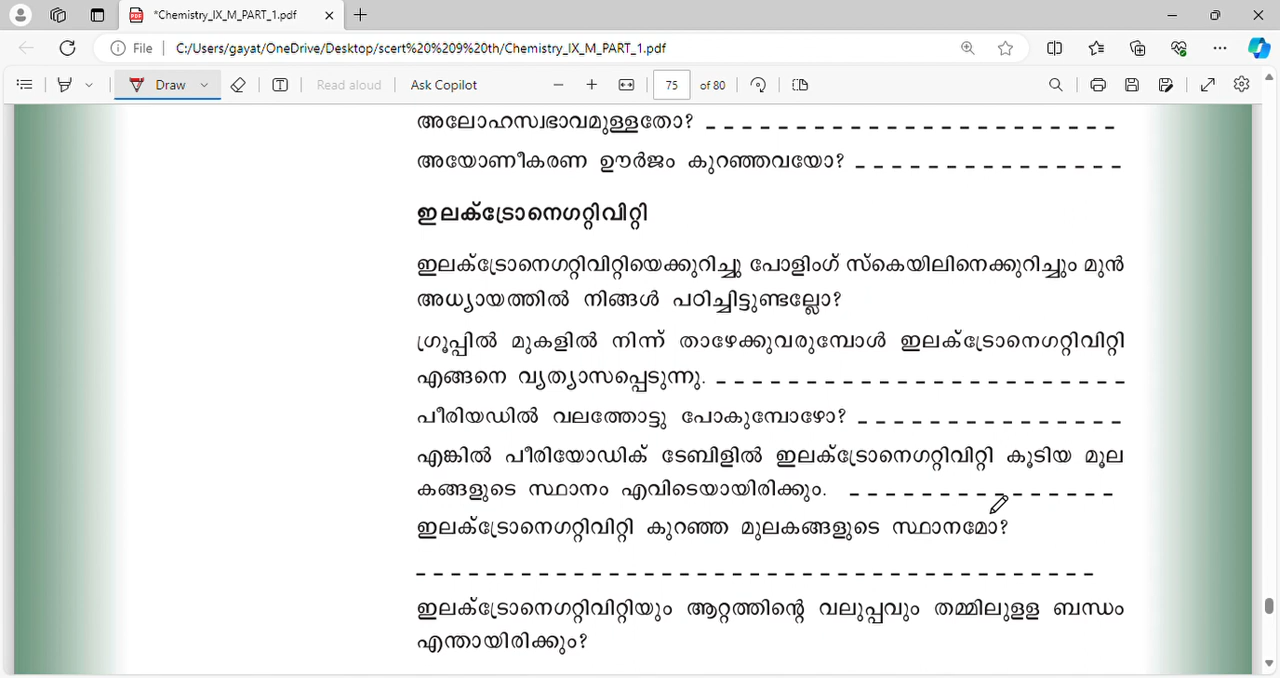 *Chemistry_IX_M_PART_1.pdf
File C:/Users/gayat/OneDrive/Desktop/scert%20%209%20th/Chemistry_IX_M_PART_1.pdf
Draw Read aloud Ask Copilot 75 of 80
അലോഹസ്വഭാവമുള്ളതോ? _ _ _ _ _ _ _ _ _ _ _ _ _ _ _ _ _ _ _ _ _ _ _
അയോണീകരണ ഊർജം കുറഞ്ഞവയോ? _ _ _ _ _ _ _ _ _ _ _ _ _ _ _
ഇലക്ട്രോനെഗറ്റിവിറ്റി
ഇലക്ട്രോനെഗറ്റിവിറ്റിയെക്കുറിച്ചു പോളിംഗ് സ്കെയിലിനെക്കുറിച്ചും മുൻ
അധ്യായത്തിൽ നിങ്ങൾ പഠിച്ചിട്ടുണ്ടല്ലോ?
ഗ്രൂപ്പിൽ മുകളിൽ നിന്ന് താഴേക്കുവരുമ്പോൾ ഇലക്ട്രോനെഗറ്റിവിറ്റി
എങ്ങനെ വ്യത്യാസപ്പെടുന്നു. _ _ _ _ _ _ _ _ _ _ _ _ _ _ _ _ _ _ _ _ _ _ _
പീരിയഡിൽ വലത്തോട്ടു പോകുമ്പോഴോ? _ _ _ _ _ _ _ _ _ _ _ _ _ _ _
എങ്കിൽ പീരിയോഡിക് ടേബിളിൽ ഇലക്ട്രോനെഗറ്റിവിറ്റി കൂടിയ മൂല
കങ്ങളുടെ സ്ഥാനം എവിടെയായിരിക്കും. _ _ _ _ _ _ _ _ _ _ _ _ _ _ _
ഇലക്ട്രോനെഗറ്റിവിറ്റി കുറഞ്ഞ മൂലകങ്ങളുടെ സ്ഥാനമോ?
_ _ _ _ _ _ _ _ _ _ _ _ _ _ _ _ _ _ _ _ _ _ _ _ _ _ _ _ _ _ _ _ _ _ _ _ _ _
ഇലക്ട്രോനെഗറ്റിവിറ്റിയും ആറ്റത്തിന്റെ വലുപ്പവും തമ്മിലുളള ബന്ധം
എന്തായിരിക്കും?